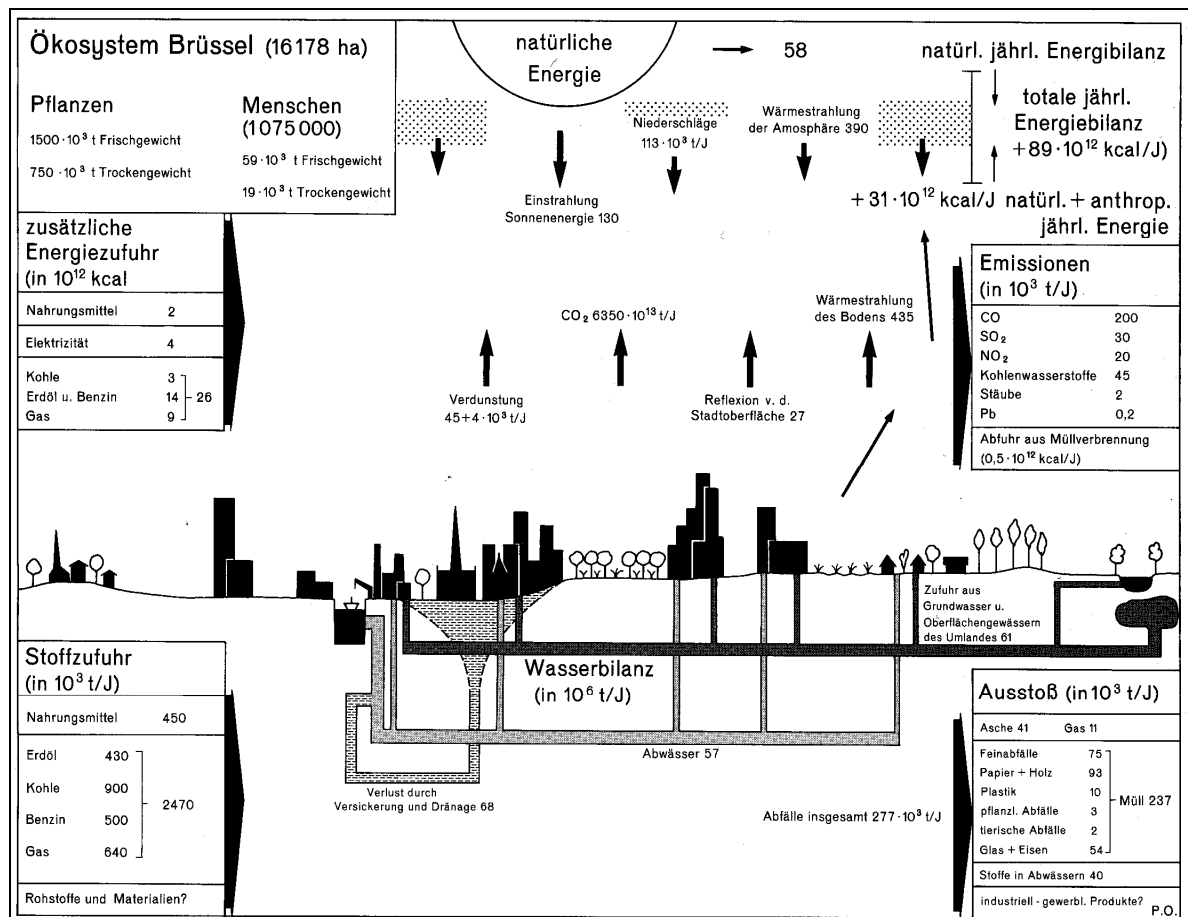 Ökosystem Brüssel (16178 ha)
Pflanzen
1500·10³ t Frischgewicht
750 ·10³ t Trockengewicht
Menschen
(1075000)
59·10³ t Frischgewicht
19·10³ t Trockengewicht
natürliche
Energie
58
natürl. jährl. Energibilanz
totale jährl.
Energiebilanz
+89·10¹² kcal/J)
+31·10¹² kcal/J natürl.+ anthrop.
jährl. Energie
Niederschläge
113·10³ t/J
Wärmestrahlung
der Amosphäre 390
Einstrahlung
Sonnenenergie 130
zusätzliche
Energiezufuhr
(in 10¹² kcal
Nahrungsmittel 2
Elektrizität 4
Kohle 3
Erdöl u. Benzin 14 26
Gas 9
CO₂ 6350·10¹³ t/J
Wärmestrahlung
des Bodens 435
Verdunstung
45+4·10³ t/J
Reflexion v. d.
Stadtoberfläche 27
Emissionen
(in 10³ t/J)
CO 200
SO₂ 30
NO₂ 20
Kohlenwasserstoffe 45
Stäube 2
Pb 0,2
Abfuhr aus Müllverbrennung
(0,5·10¹² kcal/J)
Zufuhr aus
Grundwasser u.
Oberflächengewässern
des Umlandes 61
Wasserbilanz
(in 10⁶ t/J)
Abwässer 57
Verlust durch
Versickerung und Dränage 68
Stoffzufuhr
(in 10³ t/J)
Nahrungsmittel 450
Erdöl 430
Kohle 900
2470
Benzin 500
Gas 640
Rohstoffe und Materialien?
Abfälle insgesamt 277·10³ t/J
Ausstoß (in 10³ t/J)
Asche 41 Gas 11
Feinabfälle 75
Papier + Holz 93
Plastik 10
Müll 237
pflanzl. Abfälle 3
tierische Abfälle 2
Glas + Eisen 54
Stoffe in Abwässern 40
industriell - gewerbl. Produkte?
P.O.